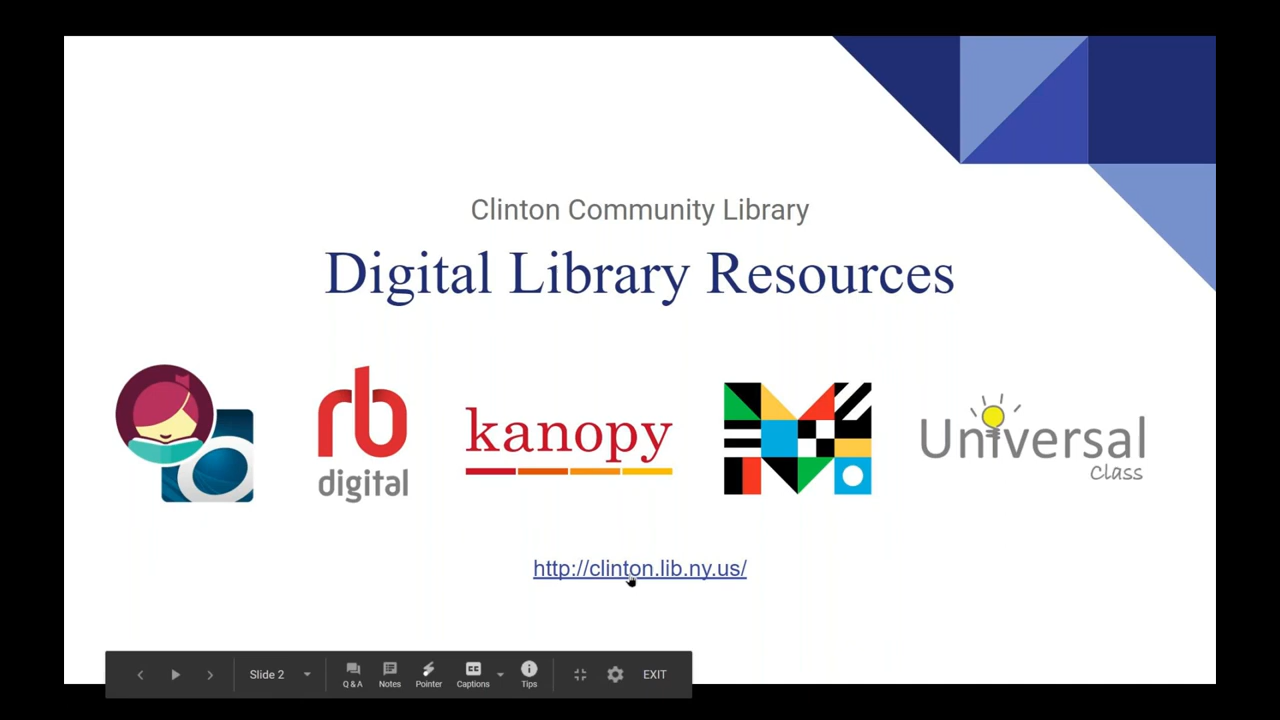 Clinton Community Library
Digital Library Resources
rb
digital
kanopy
Universal
Class
http://clinton.lib.ny.us/
Slide 2
Q & A
Notes
Pointer
CC
Captions
Tips
EXIT